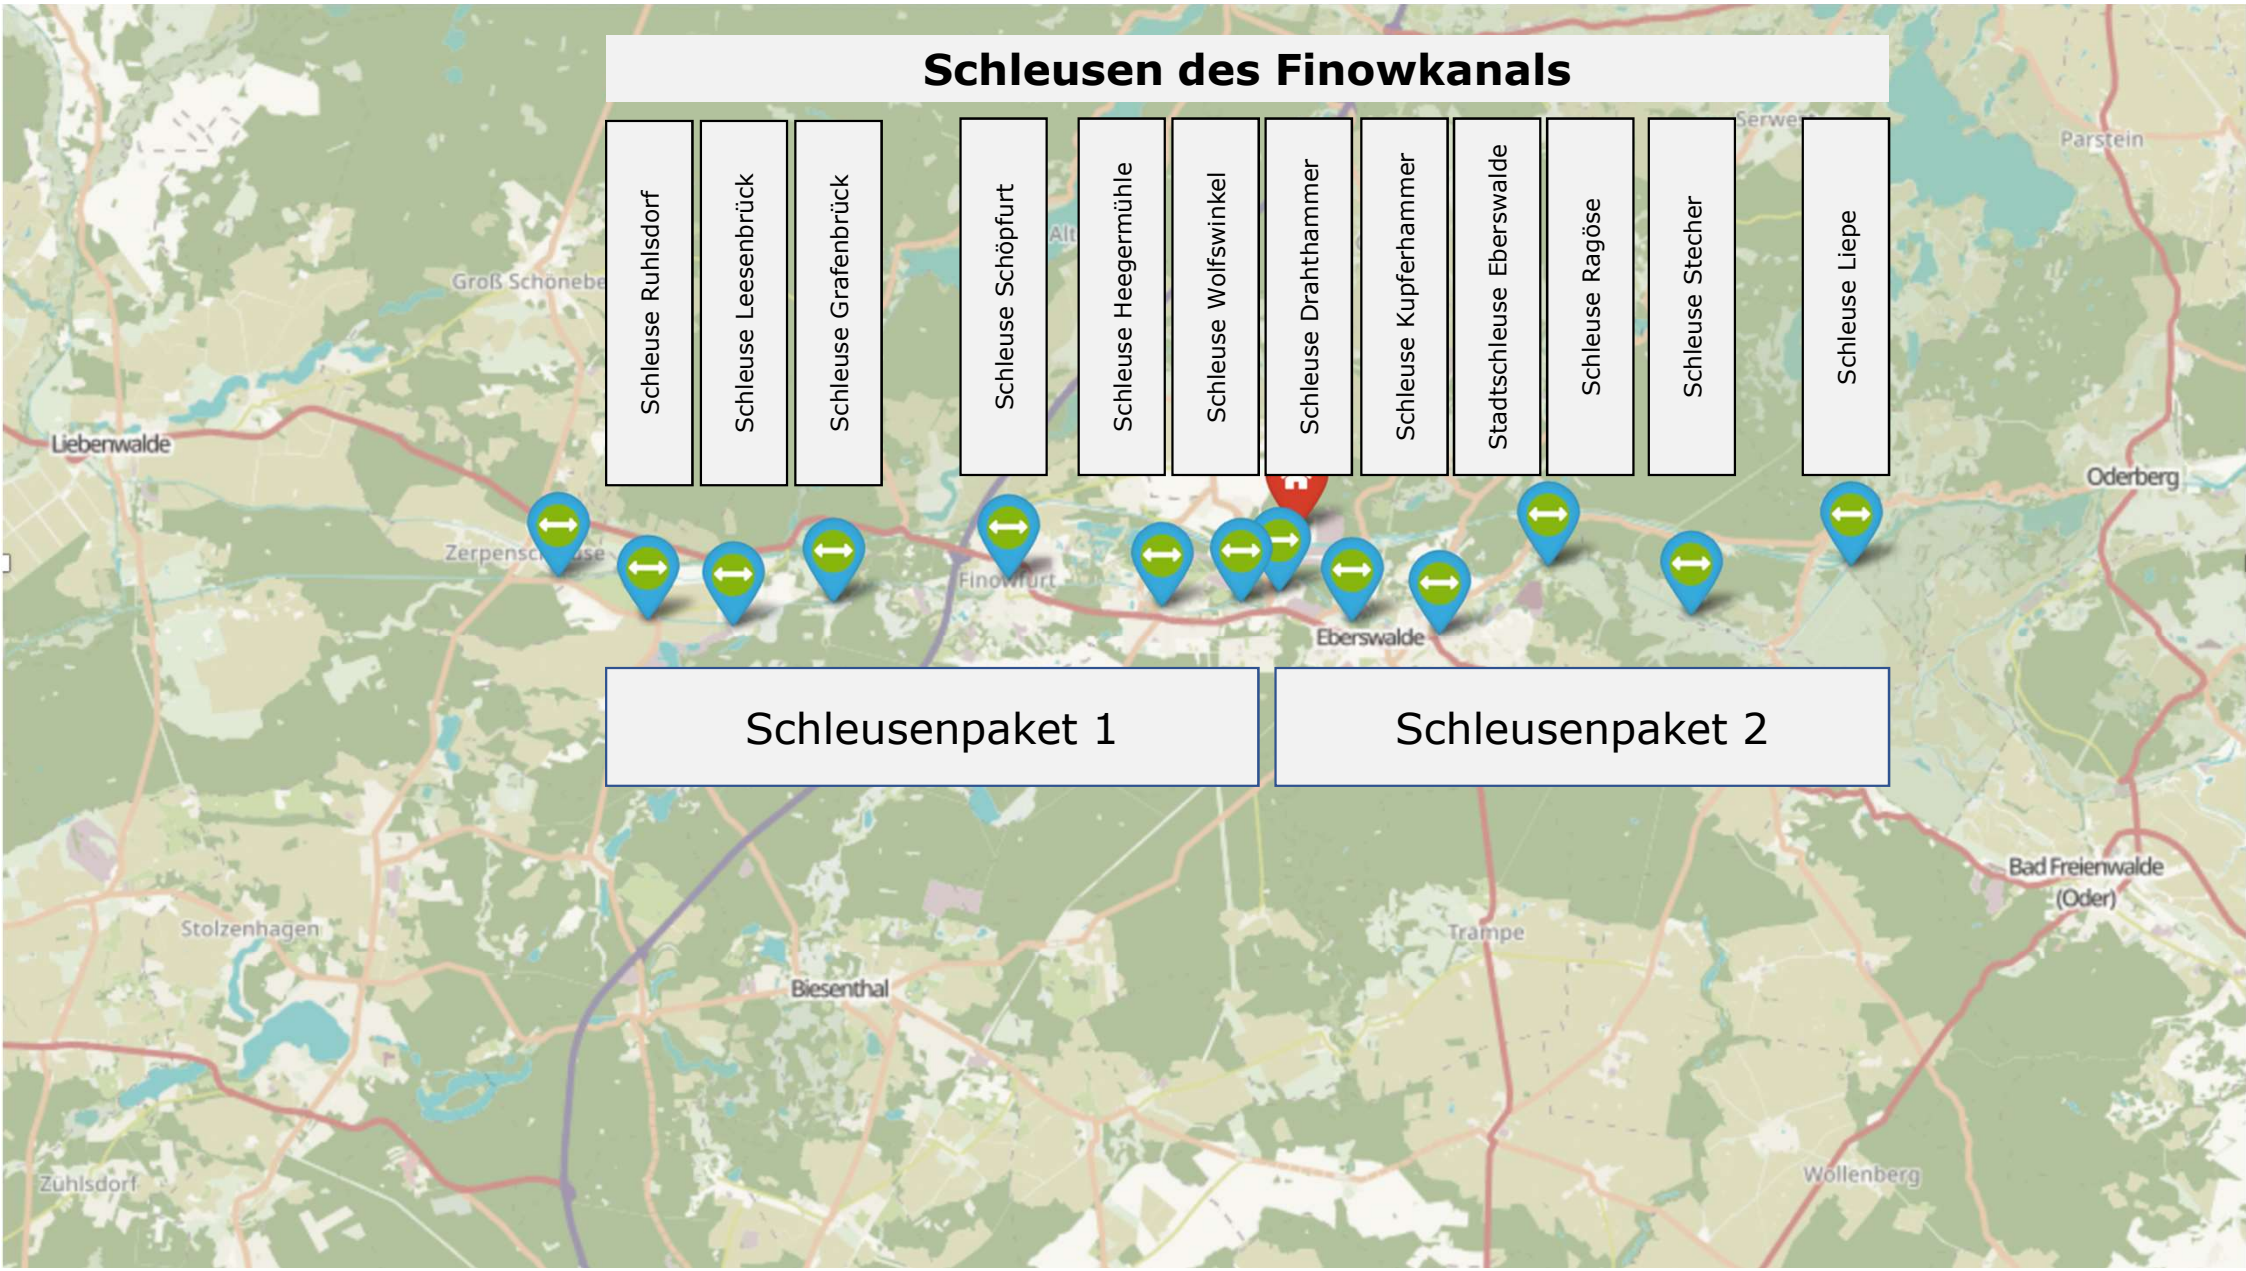 Schleusen des Finowkanals
Schleuse Ruhlsdorf
Schleuse Leesenbrück
Schleuse Grafenbrück
Schleuse Schöpfurt
Schleuse Heegermühle
Schleuse Wolfswinkel
Schleuse Drahthammer
Schleuse Kupferhammer
Stadtschleuse Eberswalde
Schleuse Ragöse
Schleuse Stecher
Schleuse Liepe
Parstein
Alt
Groß Schönebe
Liebenwalde
Oderberg
Finowfurt
Eberswalde
Schleusenpaket 1
Schleusenpaket 2
Bad Freienwalde
(Oder)
Stolzenhagen
Trampe
Biesenthal
Wollenberg
Zühlsdorf